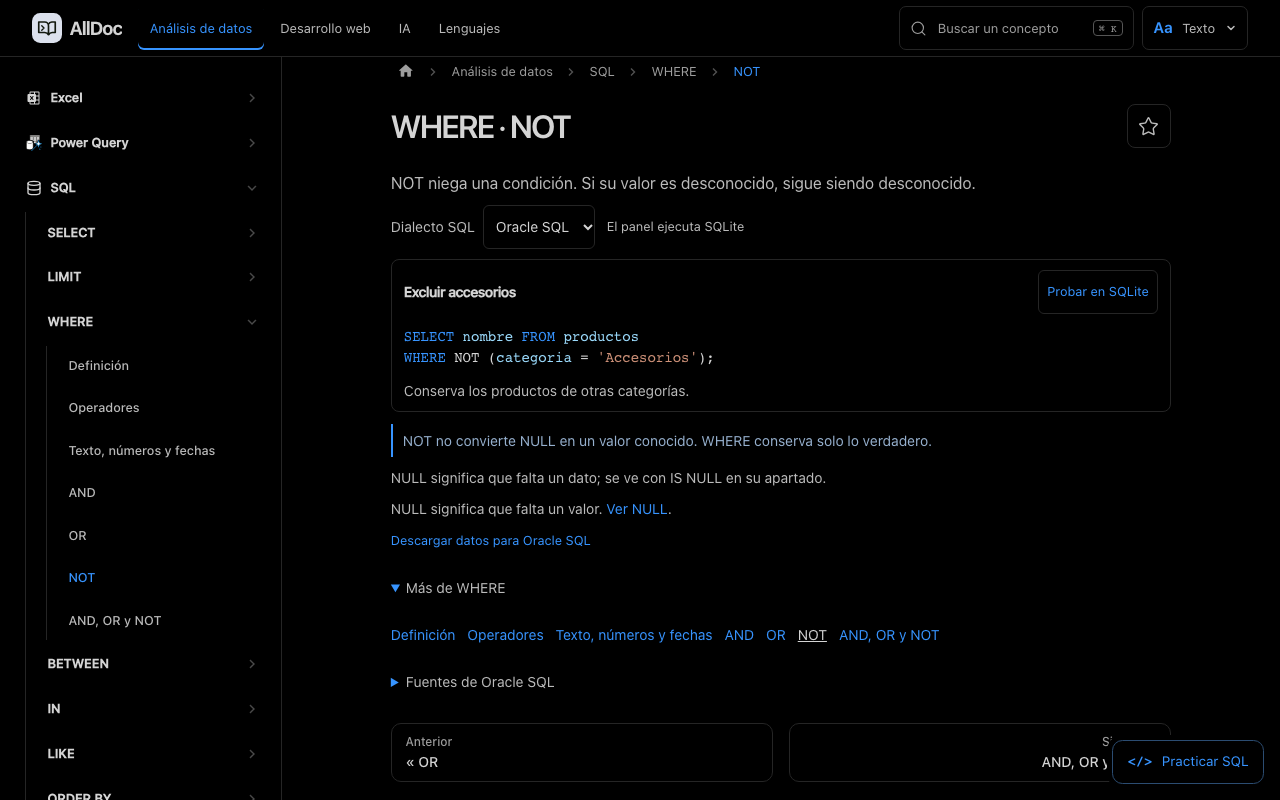 AllDoc
Análisis de datos
Desarrollo web
IA
Lenguajes
Buscar un concepto
⌘ K
Aa Texto
Excel
Power Query
SQL
SELECT
LIMIT
WHERE
Definición
Operadores
Texto, números y fechas
AND
OR
NOT
AND, OR y NOT
BETWEEN
IN
LIKE
ORDER BY
Análisis de datos
SQL
WHERE
NOT
WHERE · NOT
NOT niega una condición. Si su valor es desconocido, sigue siendo desconocido.
Dialecto SQL
Oracle SQL
El panel ejecuta SQLite
Excluir accesorios
Probar en SQLite
SELECT nombre FROM productos
WHERE NOT (categoria = 'Accesorios');
Conserva los productos de otras categorías.
NOT no convierte NULL en un valor conocido. WHERE conserva solo lo verdadero.
NULL significa que falta un dato; se ve con IS NULL en su apartado.
NULL significa que falta un valor. Ver NULL.
Descargar datos para Oracle SQL
Más de WHERE
Definición Operadores Texto, números y fechas AND OR NOT AND, OR y NOT
Fuentes de Oracle SQL
Anterior
« OR
AND, OR y
</> Practicar SQL